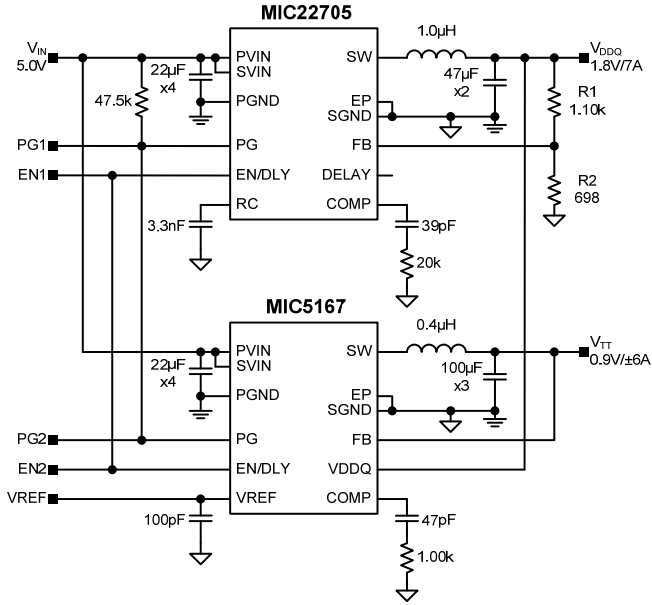 MIC22705
VIN
5.0V
22µF
x4
47.5k
PG1
EN1
3.3nF
PVIN
SVIN
PGND
PG
EN/DLY
RC
SW
EP
SGND
FB
DELAY
COMP
1.0µH
47µF
x2
VDDQ
1.8V/7A
R1
1.10k
R2
698
39pF
20k
MIC5167
22µF
x4
PG2
EN2
VREF
100pF
PVIN
SVIN
PGND
PG
EN/DLY
VREF
SW
EP
SGND
FB
VDDQ
COMP
0.4µH
100µF
x3
VTT
0.9V/±6A
47pF
1.00k